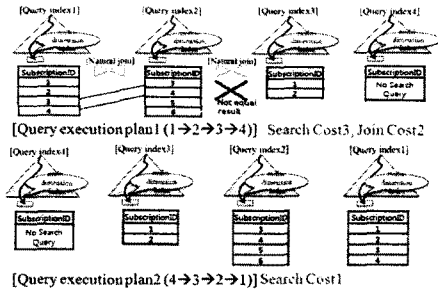 [Query index1]
[Query index2]
[Query index3]
[Query index4]
dimension
[Natural join]
[Natural join]
SubscriptionID
1
2
3
4
SubscriptionID
3
4
5
6
Not equal
result
SubscriptionID
1
2
SubscriptionID
No Search
Query
[Query execution plan1 (1→2→3→4)] Search Cost3, Join Cost2
[Query index4]
[Query index3]
[Query index2]
[Query index1]
SubscriptionID
No Search
Query
SubscriptionID
1
2
SubscriptionID
3
4
5
6
SubscriptionID
1
2
3
4
[Query execution plan2 (4→3→2→1)] Search Cost1